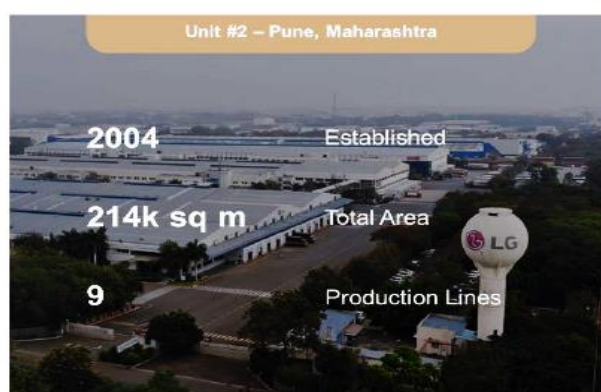 Unit #2 – Pune, Maharashtra
2004 Established
214k sq m Total Area
LG
9 Production Lines